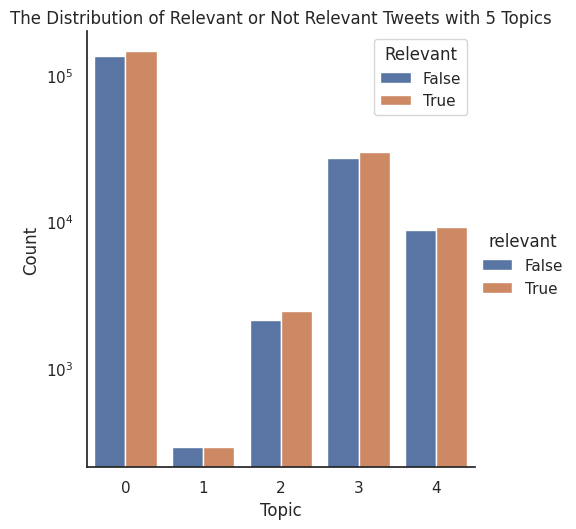 The Distribution of Relevant or Not Relevant Tweets with 5 Topics
Relevant
False
True
10^5
10^4
10^3
Count
relevant
False
True
0 1 2 3 4
Topic